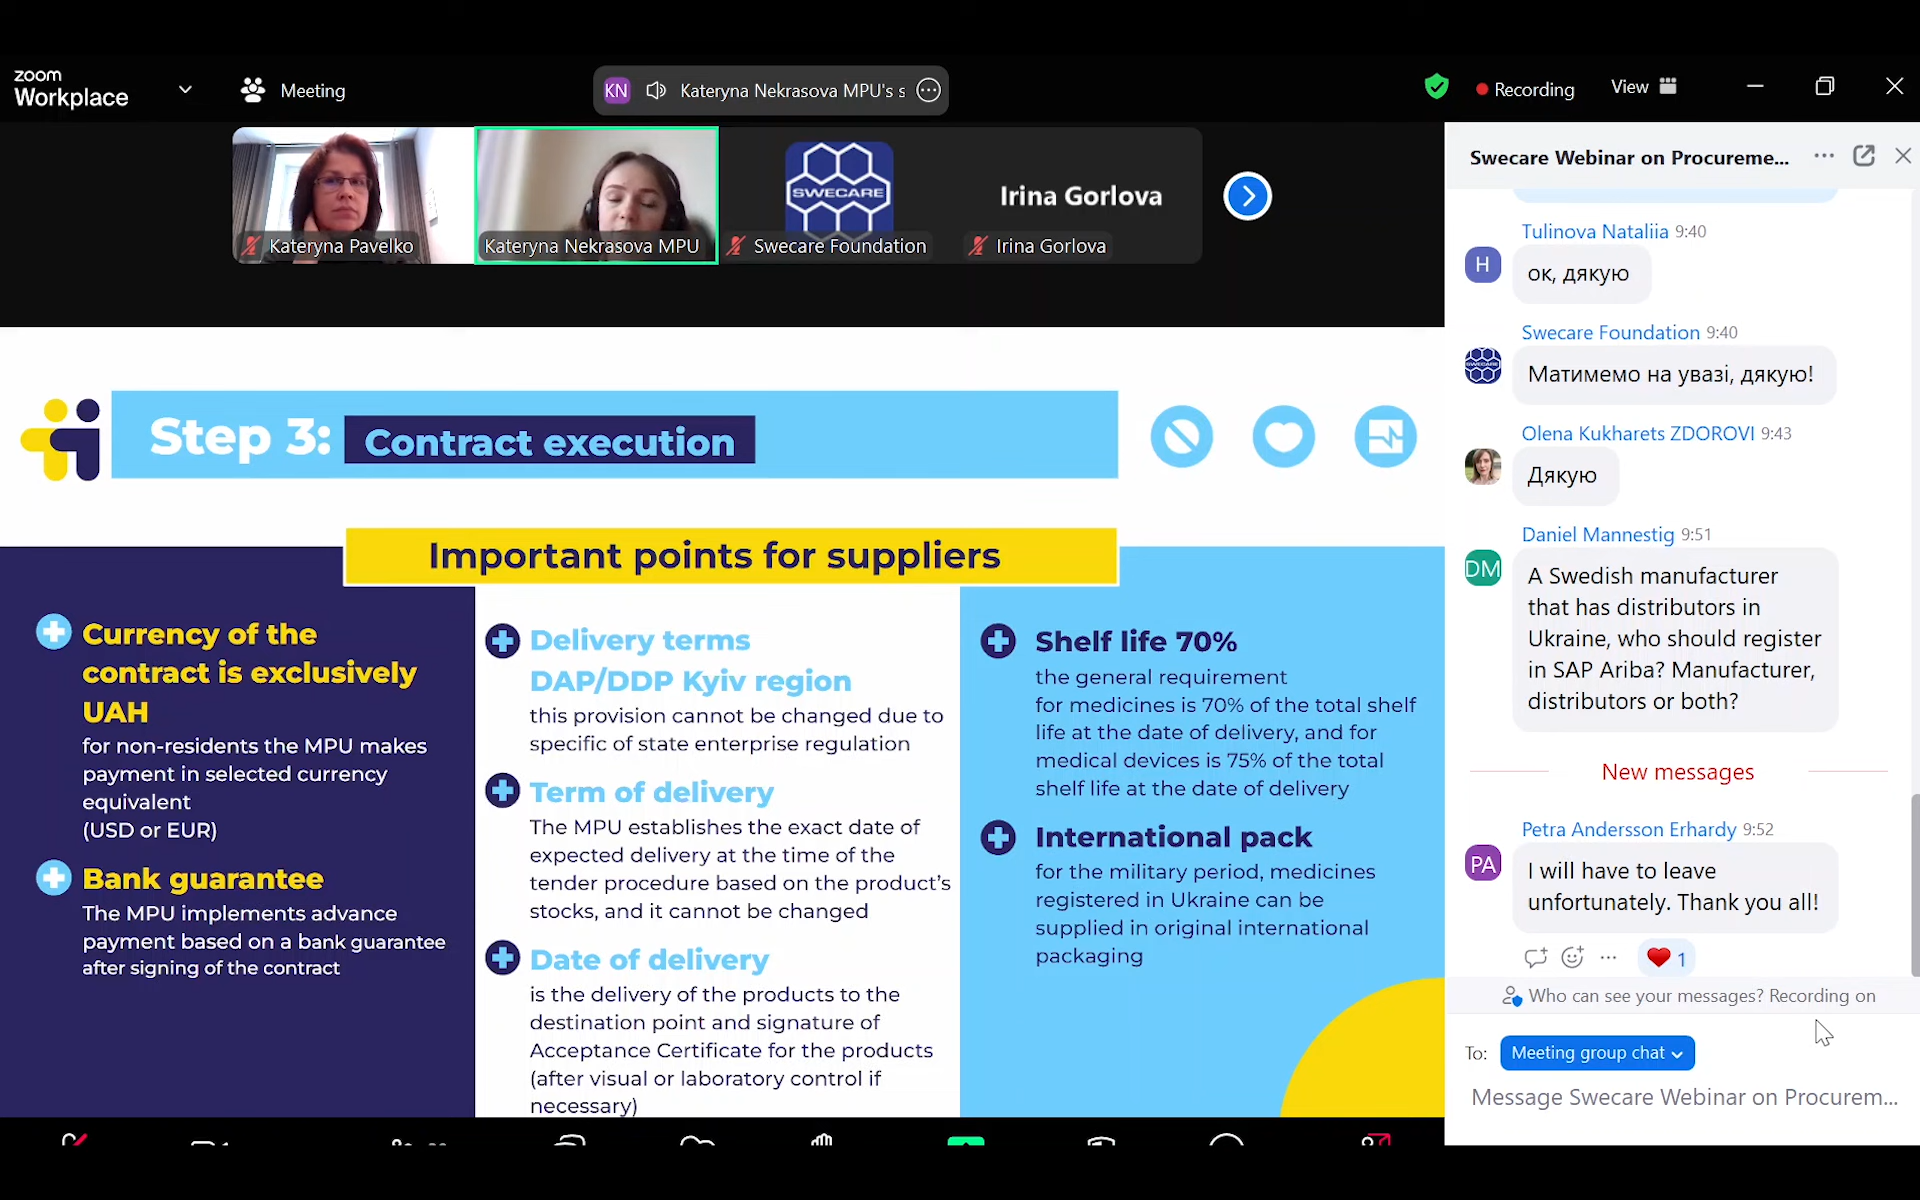 zoom
Workplace
Meeting
KN
Kateryna Nekrasova MPU's s
Recording
View
Kateryna Pavelko
Kateryna Nekrasova MPU
SWECARE
Swecare Foundation
Irina Gorlova
Irina Gorlova
Step 3:
Contract execution
Important points for suppliers
Currency of the
contract is exclusively
UAH
for non-residents the MPU makes
payment in selected currency
equivalent
(USD or EUR)
Bank guarantee
The MPU implements advance
payment based on a bank guarantee
after signing of the contract
Delivery terms
DAP/DDP Kyiv region
this provision cannot be changed due to
specific of state enterprise regulation
Term of delivery
The MPU establishes the exact date of
expected delivery at the time of the
tender procedure based on the product's
stocks, and it cannot be changed
Date of delivery
is the delivery of the products to the
destination point and signature of
Acceptance Certificate for the products
(after visual or laboratory control if
necessary)
Shelf life 70%
the general requirement
for medicines is 70% of the total shelf
life at the date of delivery, and for
medical devices is 75% of the total
shelf life at the date of delivery
International pack
for the military period, medicines
registered in Ukraine can be
supplied in original international
packaging
Swecare Webinar on Procureme...
Tulinova Nataliia 9:40
Н
ок, дякую
Swecare Foundation 9:40
Матимемо на увазі, дякую!
Olena Kukharets ZDOROVI 9:43
Дякую
Daniel Mannestig 9:51
DM
A Swedish manufacturer
that has distributors in
Ukraine, who should register
in SAP Ariba? Manufacturer,
distributors or both?
New messages
Petra Andersson Erhardy 9:52
PA
I will have to leave
unfortunately. Thank you all!
1
Who can see your messages? Recording on
To:
Meeting group chat
Message Swecare Webinar on Procurem...